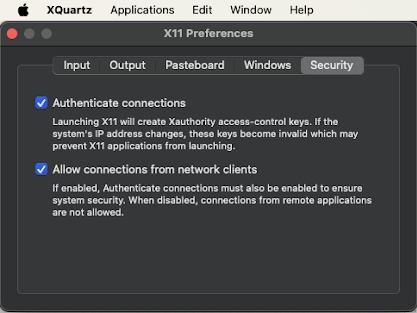 XQuartz Applications Edit Window Help
X11 Preferences
Input Output Pasteboard Windows Security
Authenticate connections
Launching X11 will create Xauthority access-control keys. If the
system's IP address changes, these keys become invalid which may
prevent X11 applications from launching.
Allow connections from network clients
If enabled, Authenticate connections must also be enabled to ensure
system security. When disabled, connections from remote applications
are not allowed.